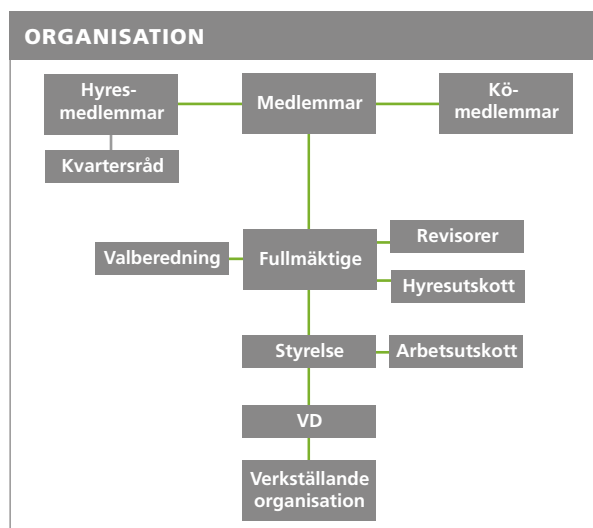 ORGANISATION
Hyres-
medlemmar
Medlemmar
Kö-
medlemmar
Kvartersråd
Valberedning
Fullmäktige
Revisorer
Hyresutskott
Styrelse
Arbetsutskott
VD
Verkställande
organisation